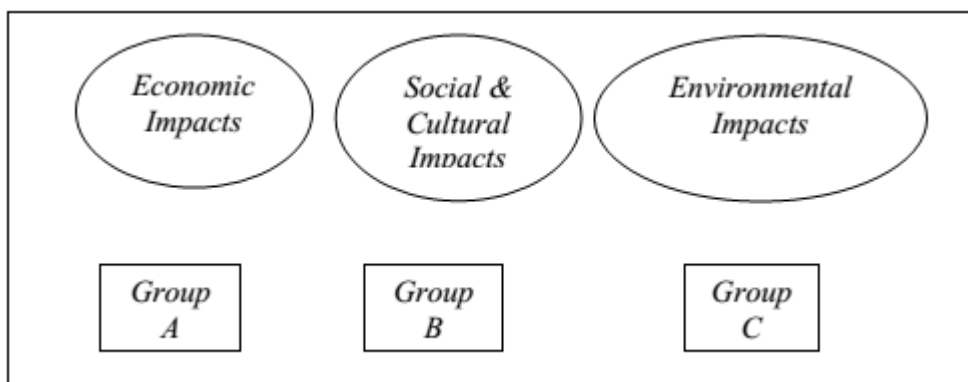 Economic
Impacts
Social &
Cultural
Impacts
Environmental
Impacts
Group
A
Group
B
Group
C